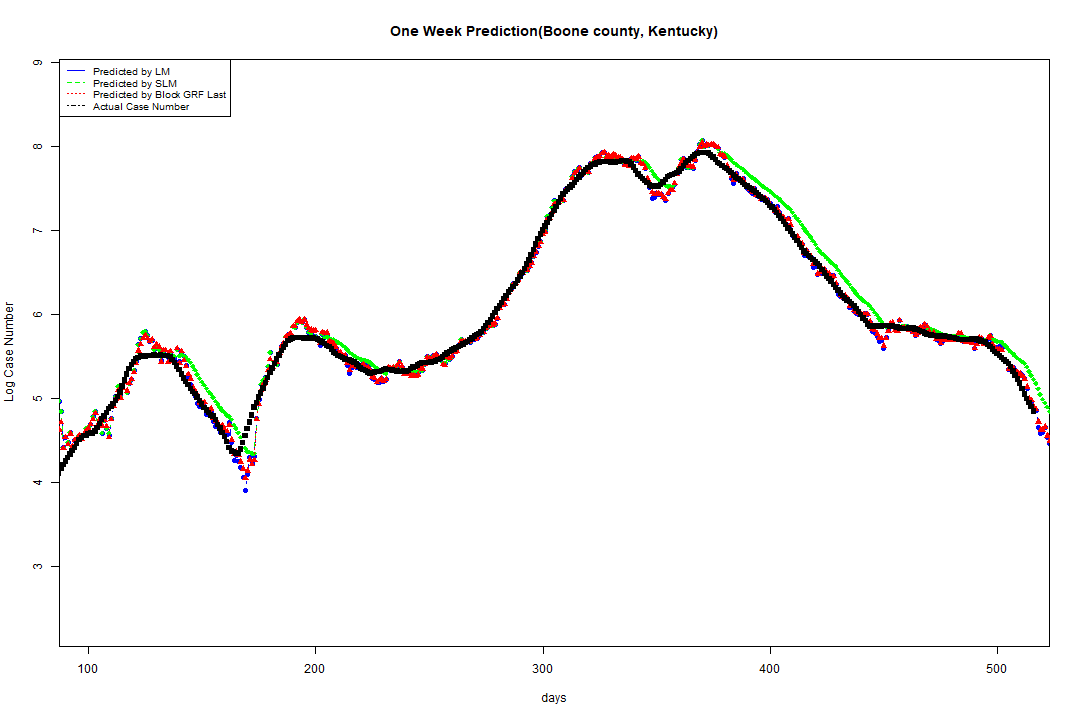 One Week Prediction(Boone county, Kentucky)
Predicted by LM
Predicted by SLM
Predicted by Block GRF Last
Actual Case Number
9
8
7
6
5
4
3
Log Case Number
100 200 300 400 500
days